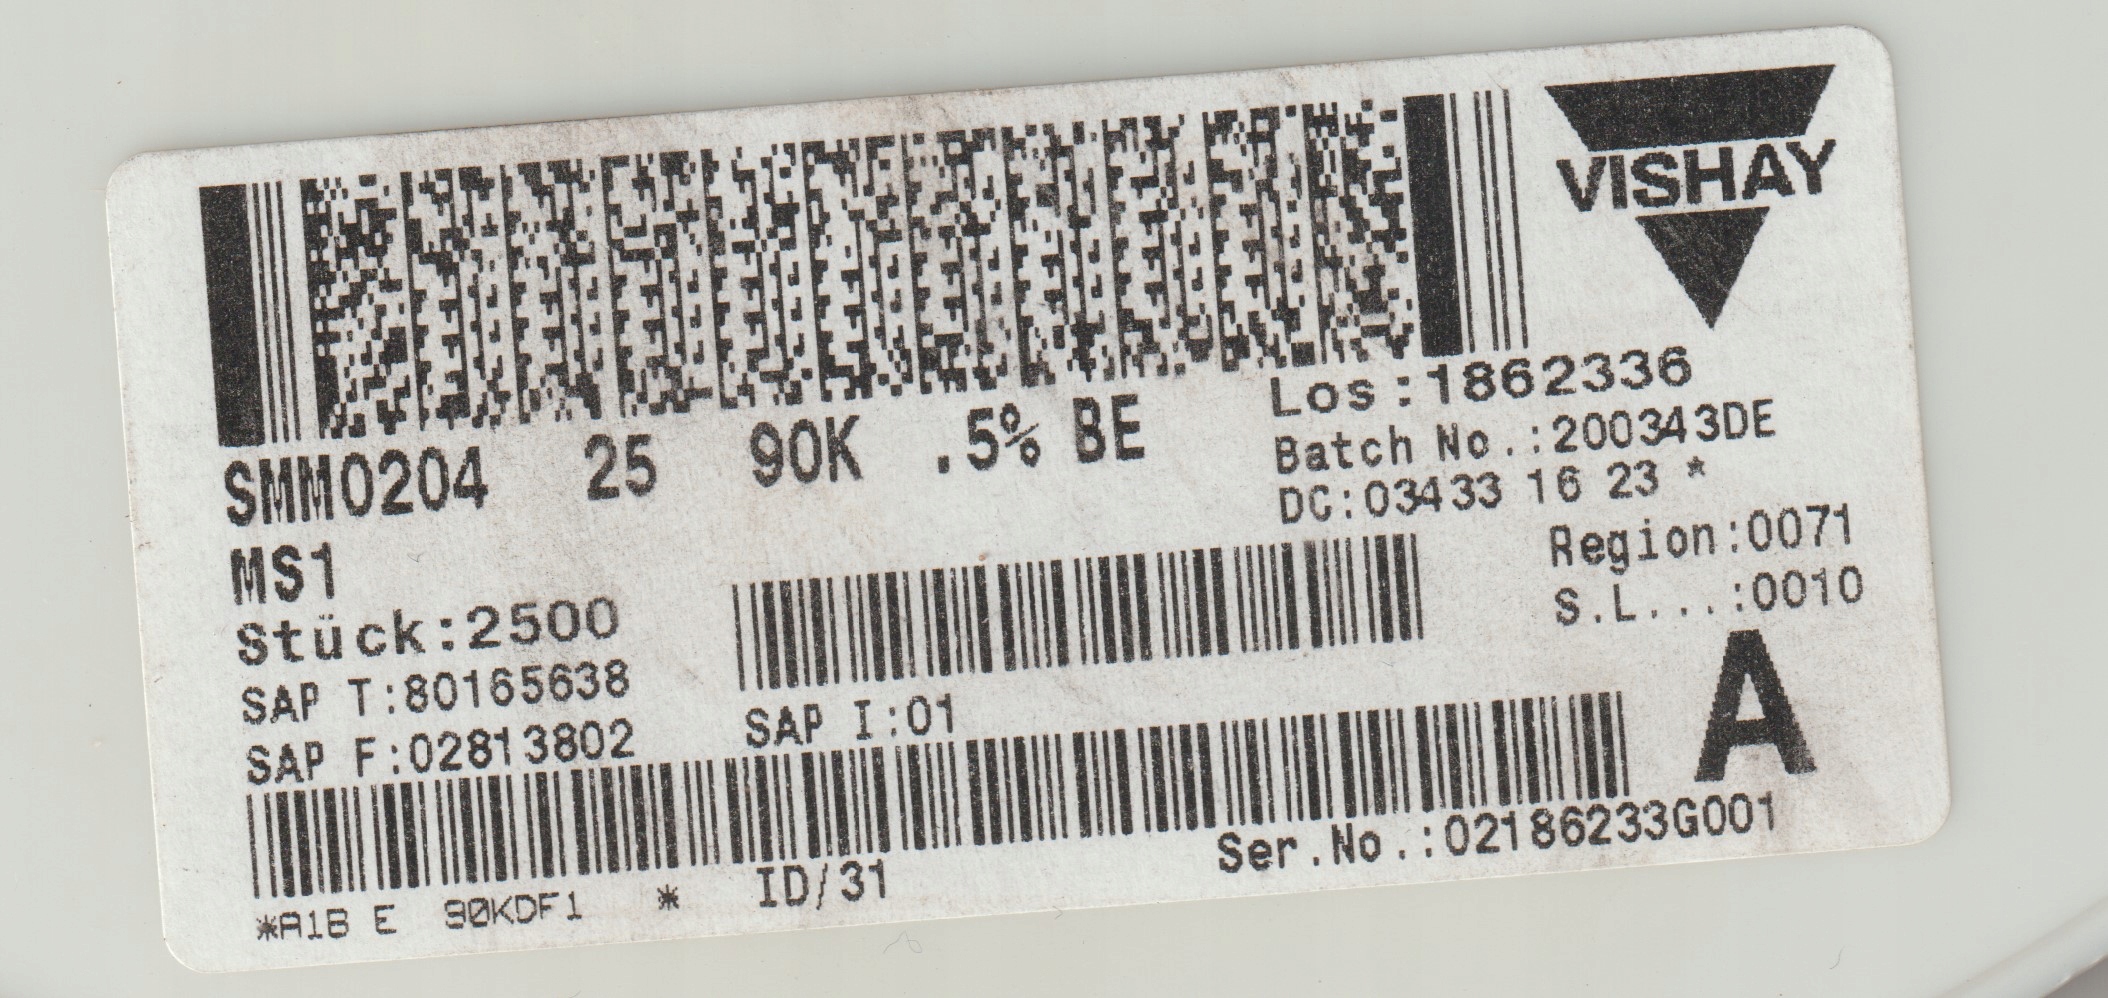 VISHAY
Los:1862336
Batch No.:200343DE
DC:03433 16 23 *
SMM0204 25 90K .5% BE
MS1
Region:0071
S.L...:0010
Stück:2500
SAP T:80165638
SAP I:01
SAP F:02813802
A
Ser.No.:02186233G001
*A1B E 90KDF1 * ID/31